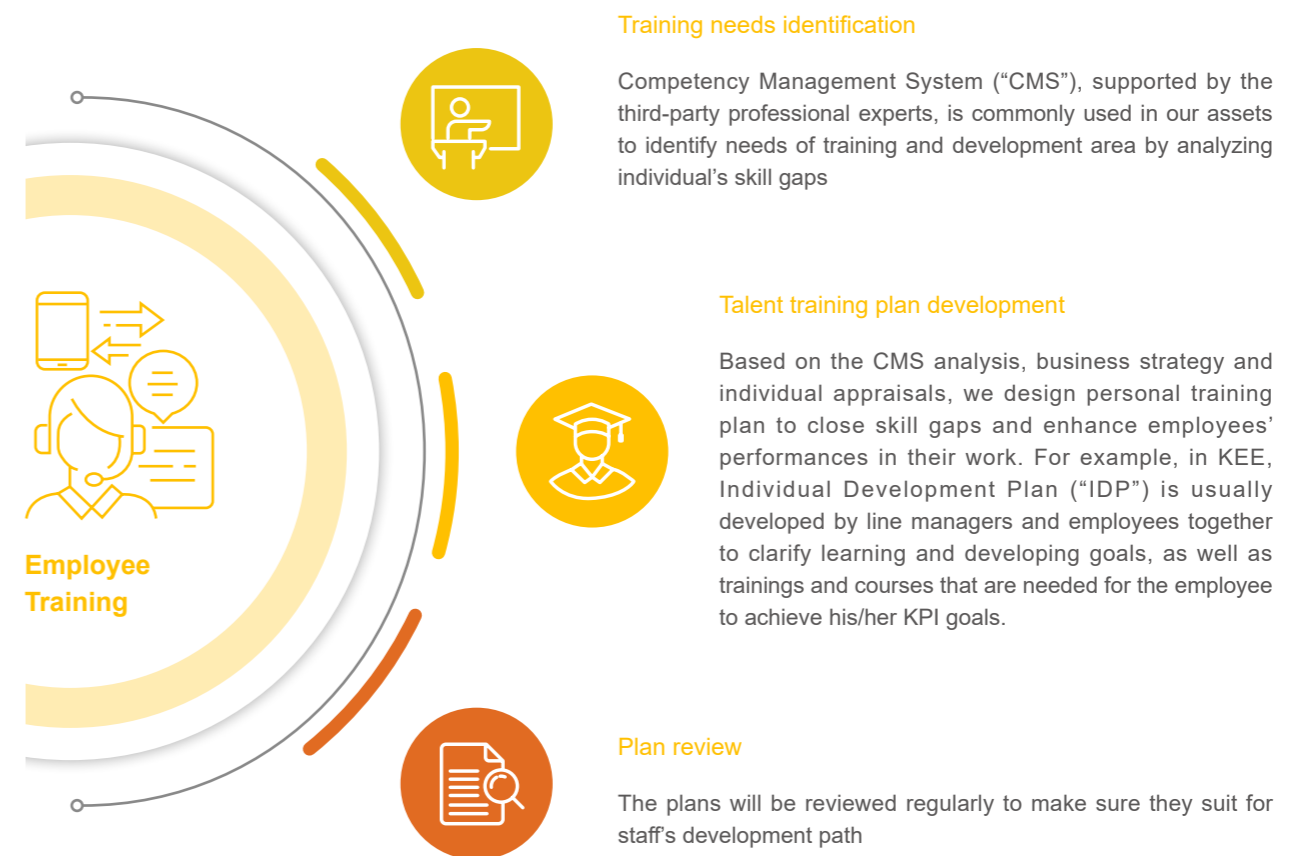 Training needs identification
Competency Management System (“CMS”), supported by the
third-party professional experts, is commonly used in our assets
to identify needs of training and development area by analyzing
individual’s skill gaps
Talent training plan development
Based on the CMS analysis, business strategy and
individual appraisals, we design personal training
plan to close skill gaps and enhance employees’
performances in their work. For example, in KEE,
Individual Development Plan (“IDP”) is usually
developed by line managers and employees together
to clarify learning and developing goals, as well as
trainings and courses that are needed for the employee
to achieve his/her KPI goals.
Employee
Training
Plan review
The plans will be reviewed regularly to make sure they suit for
staff’s development path